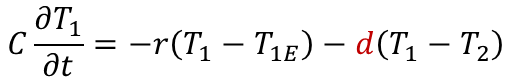 C ∂T₁/∂t = −r(T₁ − T₁E) − d(T₁ − T₂)